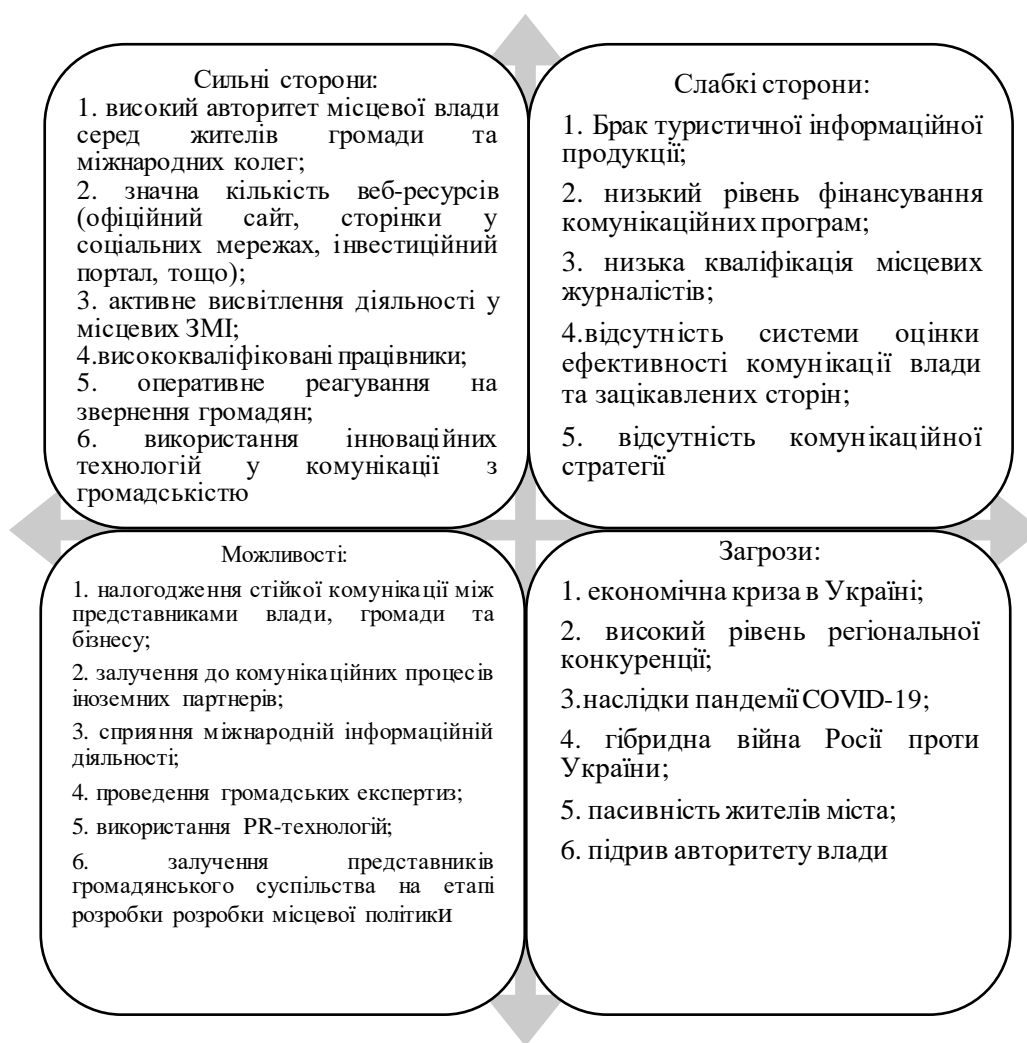 Сильні сторони:
1. високий авторитет місцевої влади
серед жителів громади та
міжнародних колег;
2. значна кількість веб-ресурсів
(офіційний сайт, сторінки у
соціальних мережах, інвестиційний
портал, тощо);
3. активне висвітлення діяльності у
місцевих ЗМІ;
4.висококваліфіковані працівники;
5. оперативне реагування на
звернення громадян;
6. використання інноваційних
технологій у комунікації з
громадськістю
Слабкі сторони:
1. Брак туристичної інформаційної
продукції;
2. низький рівень фінансування
комунікаційних програм;
3. низька кваліфікація місцевих
журналістів;
4.відсутність системи оцінки
ефективності комунікації влади
та зацікавлених сторін;
5. відсутність комунікаційної
стратегії
Можливості:
1. налогодження стійкої комунікації між
представниками влади, громади та
бізнесу;
2. залучення до комунікаційних процесів
іноземних партнерів;
3. сприяння міжнародній інформаційній
діяльності;
4. проведення громадських експертиз;
5. використання PR-технологій;
6. залучення представників
громадянського суспільства на етапі
розробки розробки місцевої політики
Загрози:
1. економічна криза в Україні;
2. високий рівень регіональної
конкуренції;
3.наслідки пандемії COVID-19;
4. гібридна війна Росії проти
України;
5. пасивність жителів міста;
6. підрив авторитету влади